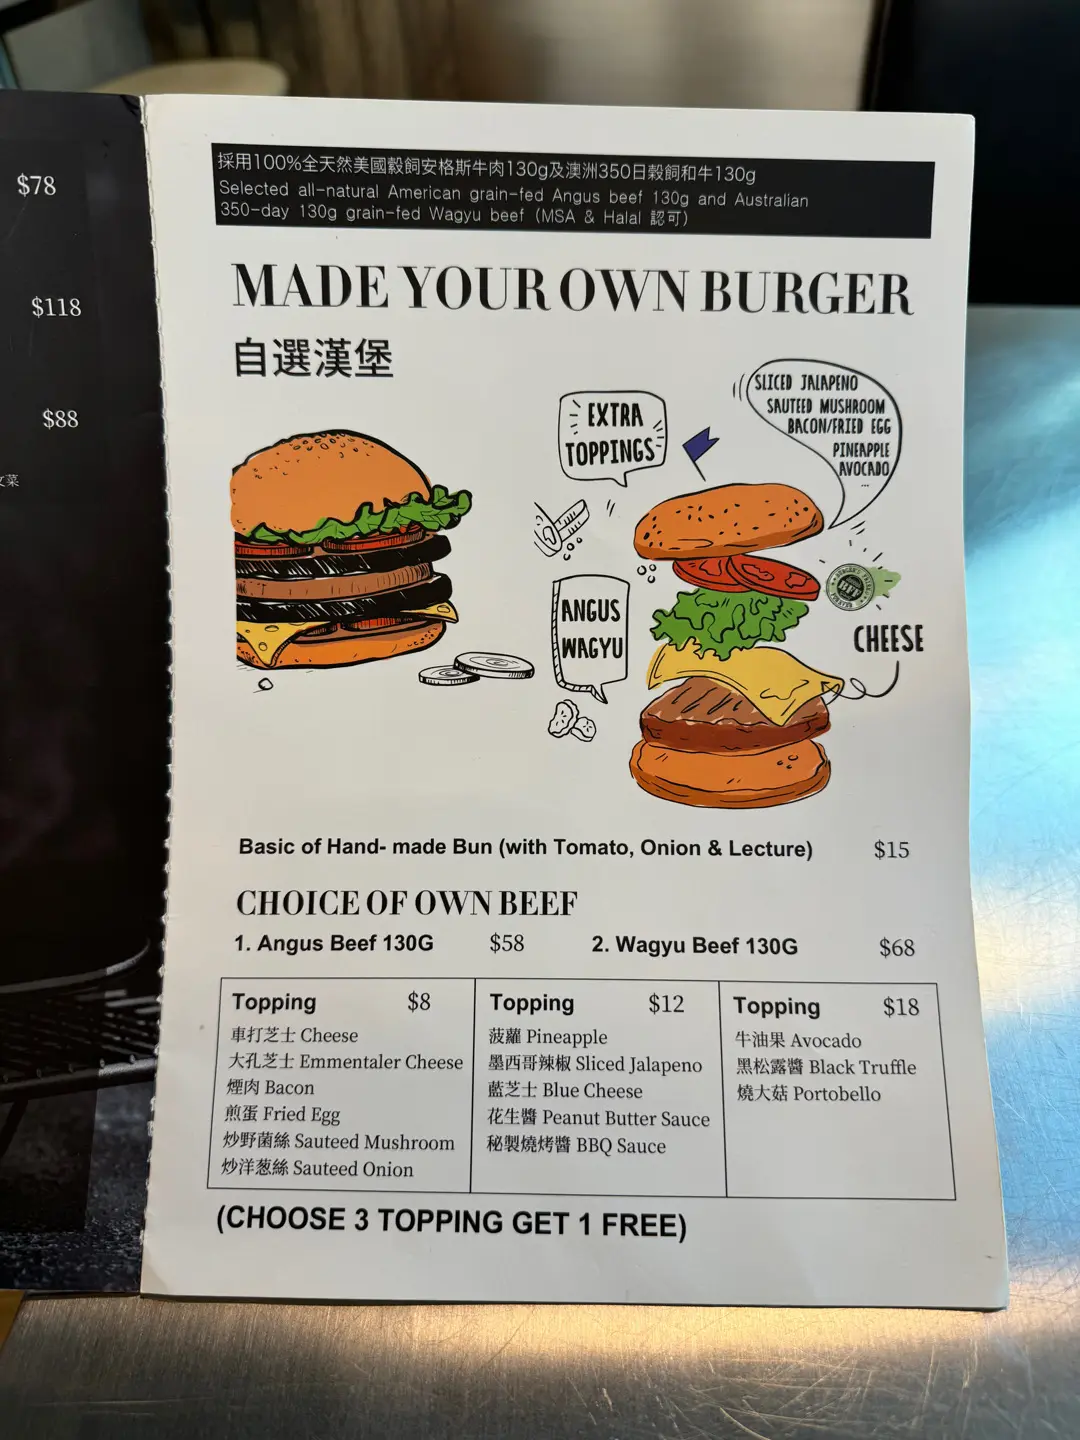 $78
$118
$88
菜
採用100%全天然美國穀飼安格斯牛肉130g及澳洲350日穀飼和牛130g
Selected all-natural American grain-fed Angus beef 130g and Australian
350-day 130g grain-fed Wagyu beef (MSA & Halal 認可)
MADE YOUR OWN BURGER
自選漢堡
EXTRA
TOPPINGS
SLICED JALAPENO
SAUTEED MUSHROOM
BACON/FRIED EGG
PINEAPPLE
AVOCADO
...
ANGUS
WAGYU
CHEESE
Basic of Hand- made Bun (with Tomato, Onion & Lecture) $15
CHOICE OF OWN BEEF
1. Angus Beef 130G $58 2. Wagyu Beef 130G $68
Topping $8
車打芝士 Cheese
大孔芝士 Emmentaler Cheese
煙肉 Bacon
煎蛋 Fried Egg
炒野菌絲 Sauteed Mushroom
炒洋葱絲 Sauteed Onion
Topping $12
菠蘿 Pineapple
墨西哥辣椒 Sliced Jalapeno
藍芝士 Blue Cheese
花生醬 Peanut Butter Sauce
秘製燒烤醬 BBQ Sauce
Topping $18
牛油果 Avocado
黑松露醬 Black Truffle
燒大菇 Portobello
(CHOOSE 3 TOPPING GET 1 FREE)